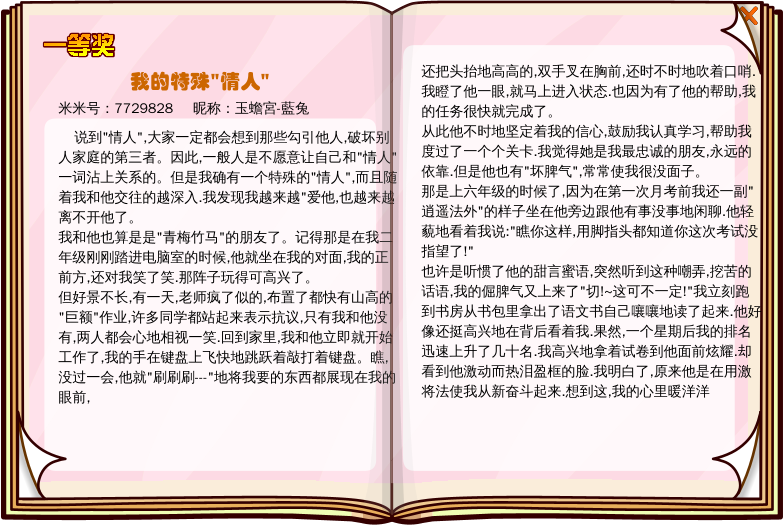 一等奖
我的特殊"情人"
米米号：7729828 昵称：玉蟾宮-藍兔
说到"情人",大家一定都会想到那些勾引他人,破坏别
人家庭的第三者。因此,一般人是不愿意让自己和"情人"
一词沾上关系的。但是我确有一个特殊的"情人",而且随
着我和他交往的越深入.我发现我越来越"爱他,也越来越
离不开他了。
我和他也算是是"青梅竹马"的朋友了。记得那是在我二
年级刚刚踏进电脑室的时候,他就坐在我的对面,我的正
前方,还对我笑了笑.那阵子玩得可高兴了。
但好景不长,有一天,老师疯了似的,布置了都快有山高的
"巨额"作业,许多同学都站起来表示抗议,只有我和他没
有,两人都会心地相视一笑.回到家里,我和他立即就开始
工作了,我的手在键盘上飞快地跳跃着敲打着键盘。瞧,
没过一会,他就"刷刷刷---"地将我要的东西都展现在我的
眼前,
还把头抬地高高的,双手叉在胸前,还时不时地吹着口哨.
我瞪了他一眼,就马上进入状态.也因为有了他的帮助,我
的任务很快就完成了。
从此他不时地坚定着我的信心,鼓励我认真学习,帮助我
度过了一个个关卡.我觉得她是我最忠诚的朋友,永远的
依靠.但是他也有"坏脾气",常常使我很没面子。
那是上六年级的时候了,因为在第一次月考前我还一副"
逍遥法外"的样子坐在他旁边跟他有事没事地闲聊.他轻
藐地看着我说:"瞧你这样,用脚指头都知道你这次考试没
指望了!"
也许是听惯了他的甜言蜜语,突然听到这种嘲弄,挖苦的
话语,我的倔脾气又上来了"切!~这可不一定!"我立刻跑
到书房从书包里拿出了语文书自己嚷嚷地读了起来.他好
像还挺高兴地在背后看着我.果然,一个星期后我的排名
迅速上升了几十名.我高兴地拿着试卷到他面前炫耀.却
看到他激动而热泪盈框的脸.我明白了,原来他是在用激
将法使我从新奋斗起来.想到这,我的心里暖洋洋